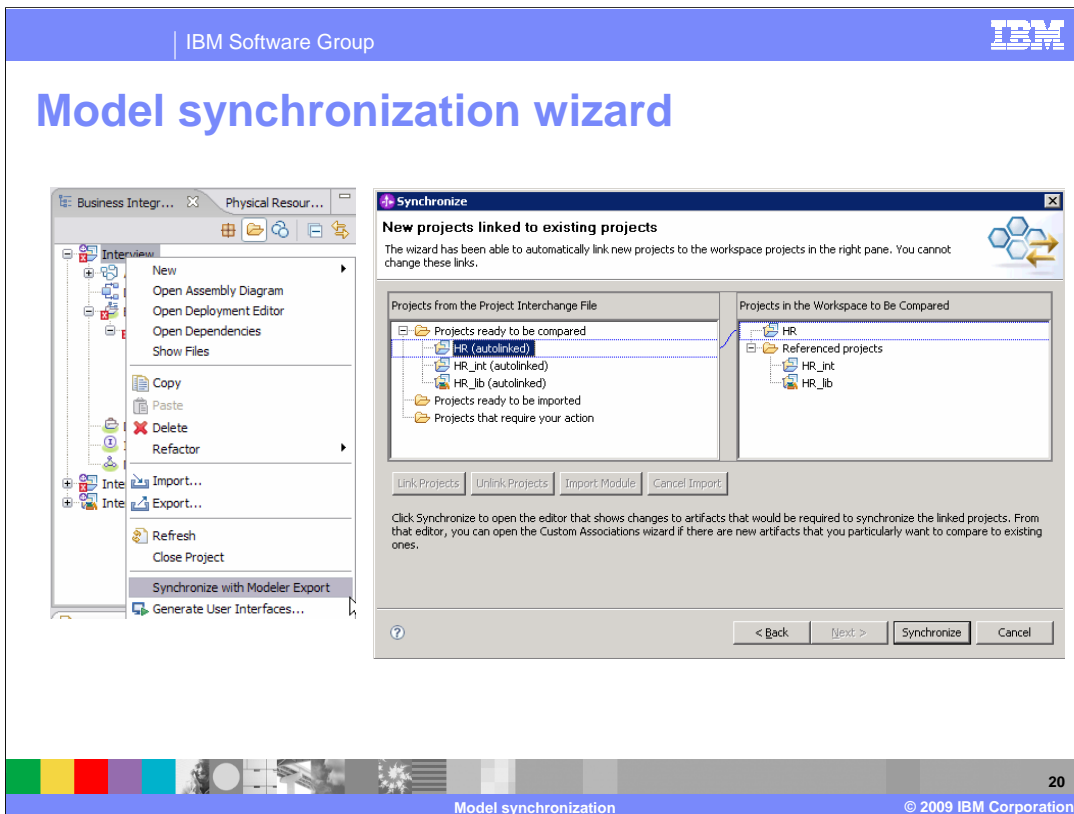 IBM Software Group
IBM
Model synchronization wizard
Business Integr...
Physical Resour...
Interview
New
Open Assembly Diagram
Open Deployment Editor
Open Dependencies
Show Files
Copy
Paste
Delete
Refactor
Inte
Import...
Inte
Export...
Refresh
Close Project
Synchronize with Modeler Export
Generate User Interfaces...
Synchronize
New projects linked to existing projects
The wizard has been able to automatically link new projects to the workspace projects in the right pane. You cannot
change these links.
Projects from the Project Interchange File
Projects ready to be compared
HR (autolinked)
HR_int (autolinked)
HR_lib (autolinked)
Projects ready to be imported
Projects that require your action
Projects in the Workspace to Be Compared
HR
Referenced projects
HR_int
HR_lib
Link Projects
Unlink Projects
Import Module
Cancel Import
Click Synchronize to open the editor that shows changes to artifacts that would be required to synchronize the linked projects. From
that editor, you can open the Custom Associations wizard if there are new artifacts that you particularly want to compare to existing
ones.
< Back
Next >
Synchronize
Cancel
20
Model synchronization
© 2009 IBM Corporation